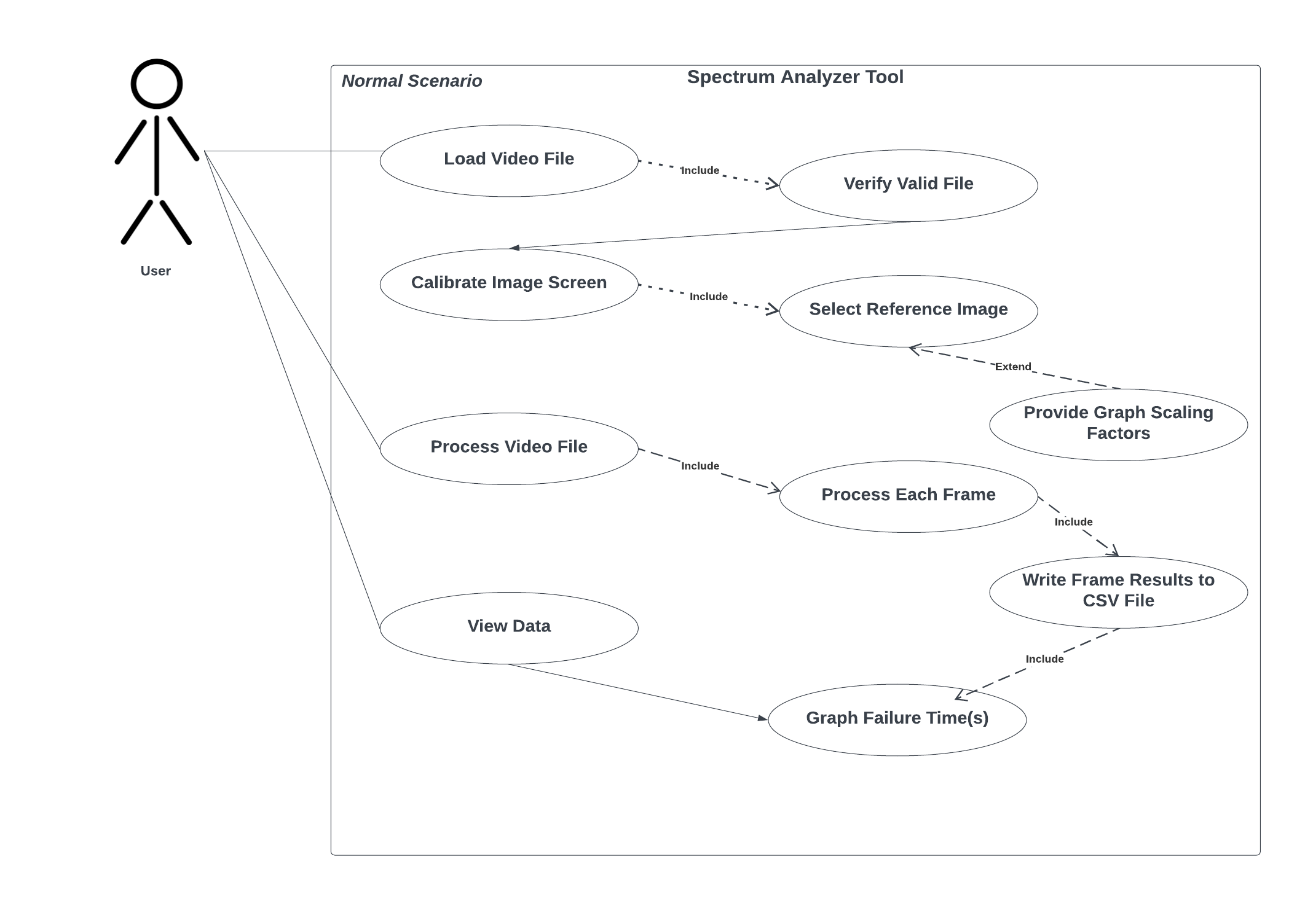 Normal Scenario
Spectrum Analyzer Tool
Load Video File
Include
Verify Valid File
User
Calibrate Image Screen
Include
Select Reference Image
Extend
Provide Graph Scaling
Factors
Process Video File
Include
Process Each Frame
Include
Write Frame Results to
CSV File
View Data
Include
Graph Failure Time(s)